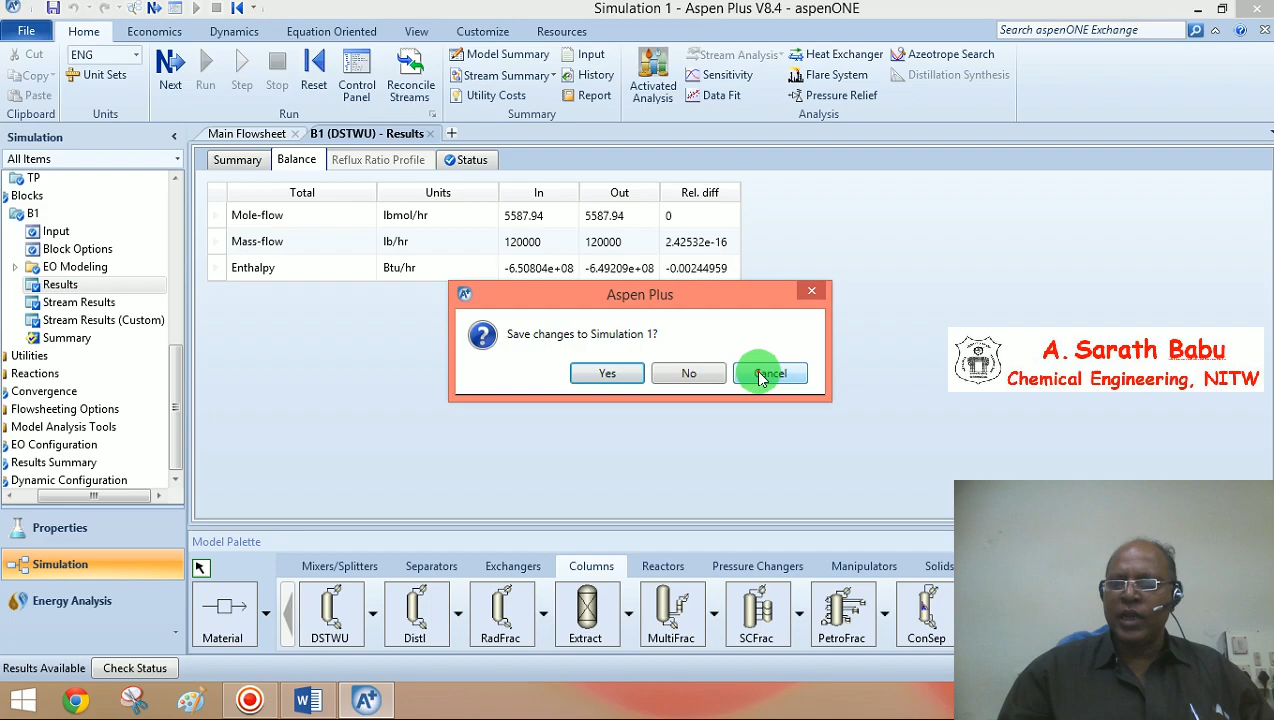 Simulation 1 - Aspen Plus V8.4 - aspenONE
File Home Economics Dynamics Equation Oriented View Customize Resources
Search aspenONE Exchange
Cut
Copy
Paste
Clipboard
ENG
Unit Sets
Units
Next Run Step Stop Reset Control Panel Reconcile Streams
Run
Model Summary Input
Stream Summary History
Utility Costs Report
Summary
Activated Analysis
Stream Analysis Heat Exchanger Azeotrope Search
Sensitivity Flare System Distillation Synthesis
Data Fit Pressure Relief
Analysis
Simulation
All Items
TP
Blocks
B1
Input
Block Options
EO Modeling
Results
Stream Results
Stream Results (Custom)
Summary
Utilities
Reactions
Convergence
Flowsheeting Options
Model Analysis Tools
EO Configuration
Results Summary
Dynamic Configuration
Properties
Simulation
Energy Analysis
Results Available Check Status
Main Flowsheet B1 (DSTWU) - Results
Summary Balance Reflux Ratio Profile Status
Total Units In Out Rel. diff
Mole-flow lbmol/hr 5587.94 5587.94 0
Mass-flow lb/hr 120000 120000 2.42532e-16
Enthalpy Btu/hr -6.50804e+08 -6.49209e+08 -0.00244959
Aspen Plus
Save changes to Simulation 1?
Yes No Cancel
A. Sarath Babu
Chemical Engineering, NITW
Model Palette
Mixers/Splitters Separators Exchangers Columns Reactors Pressure Changers Manipulators Solids
Material DSTWU Distl RadFrac Extract MultiFrac SCFrac PetroFrac ConSep